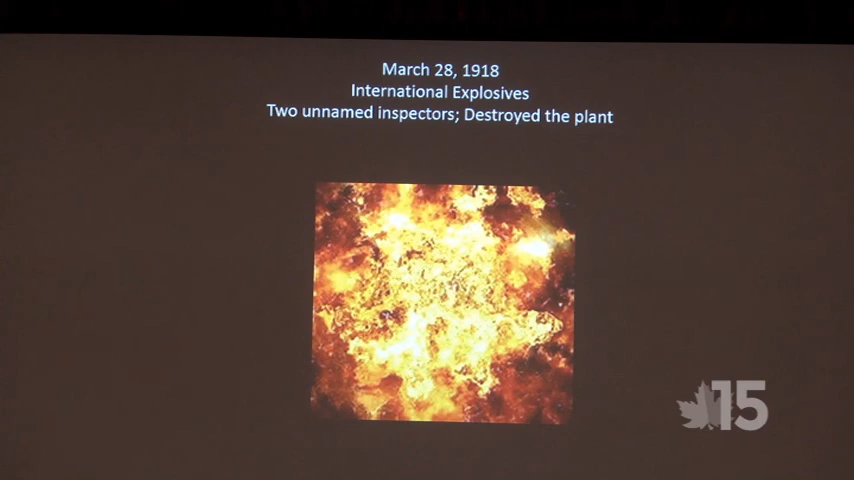 March 28, 1918
International Explosives
Two unnamed inspectors; Destroyed the plant
15